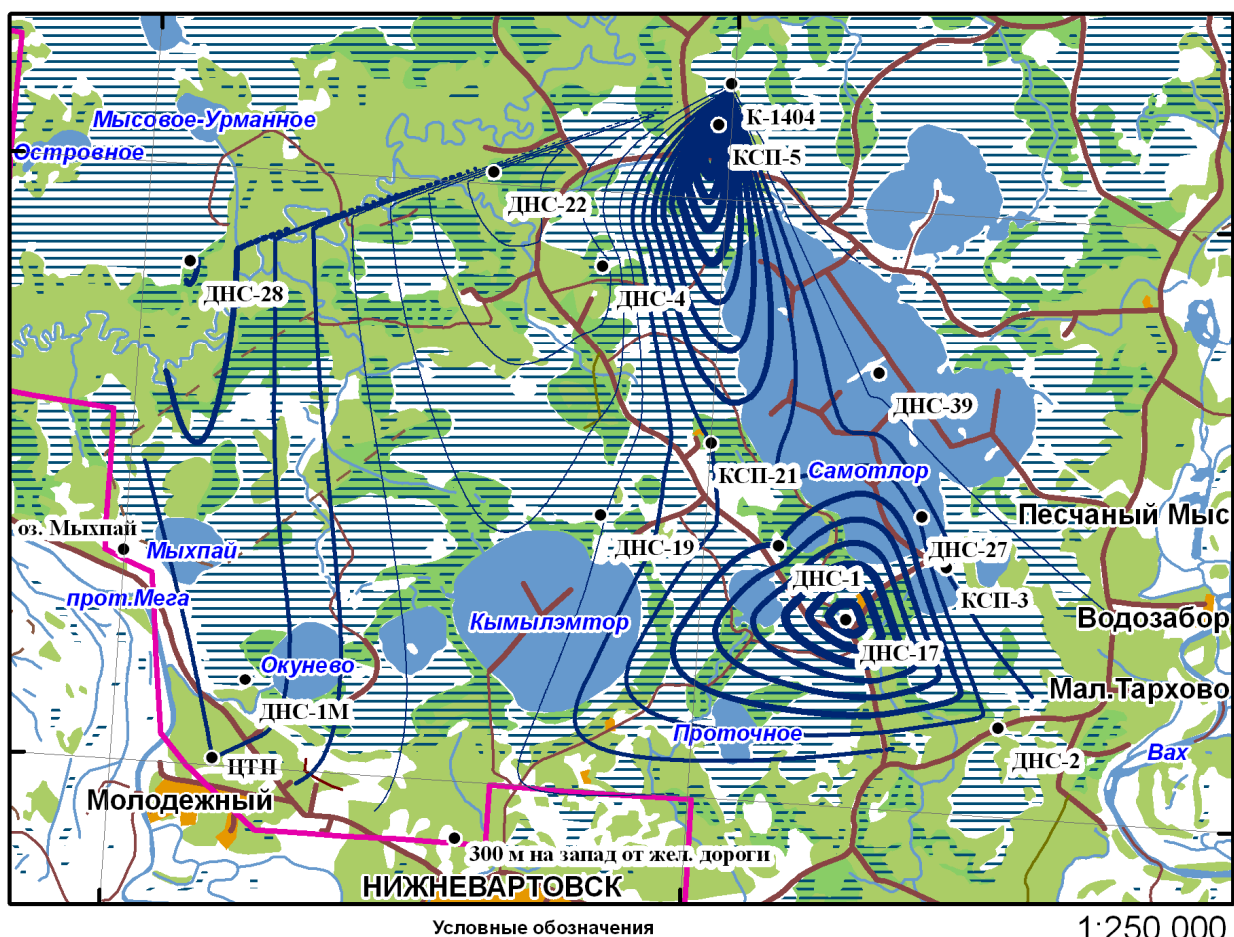 К-1404
Мысовое-Урманное
Островное
КСП-5
ДНС-22
ДНС-28
ДНС-4
ДНС-39
Самотлор
КСП-21
Песчаный Мыс
оз. Мыхпай
Мыхпай
ДНС-19
ДНС-27
ДНС-1
прот.Мега
КСП-3
Кымылэмтор
Водозабор
ДНС-17
Окунево
Мал.Тархово
ДНС-1М
Проточное
Вах
ДНС-2
ЦТП
Молодежный
300 м на запад от жел. дороги
НИЖНЕВАРТОВСК
Условные обозначения
1:250 000